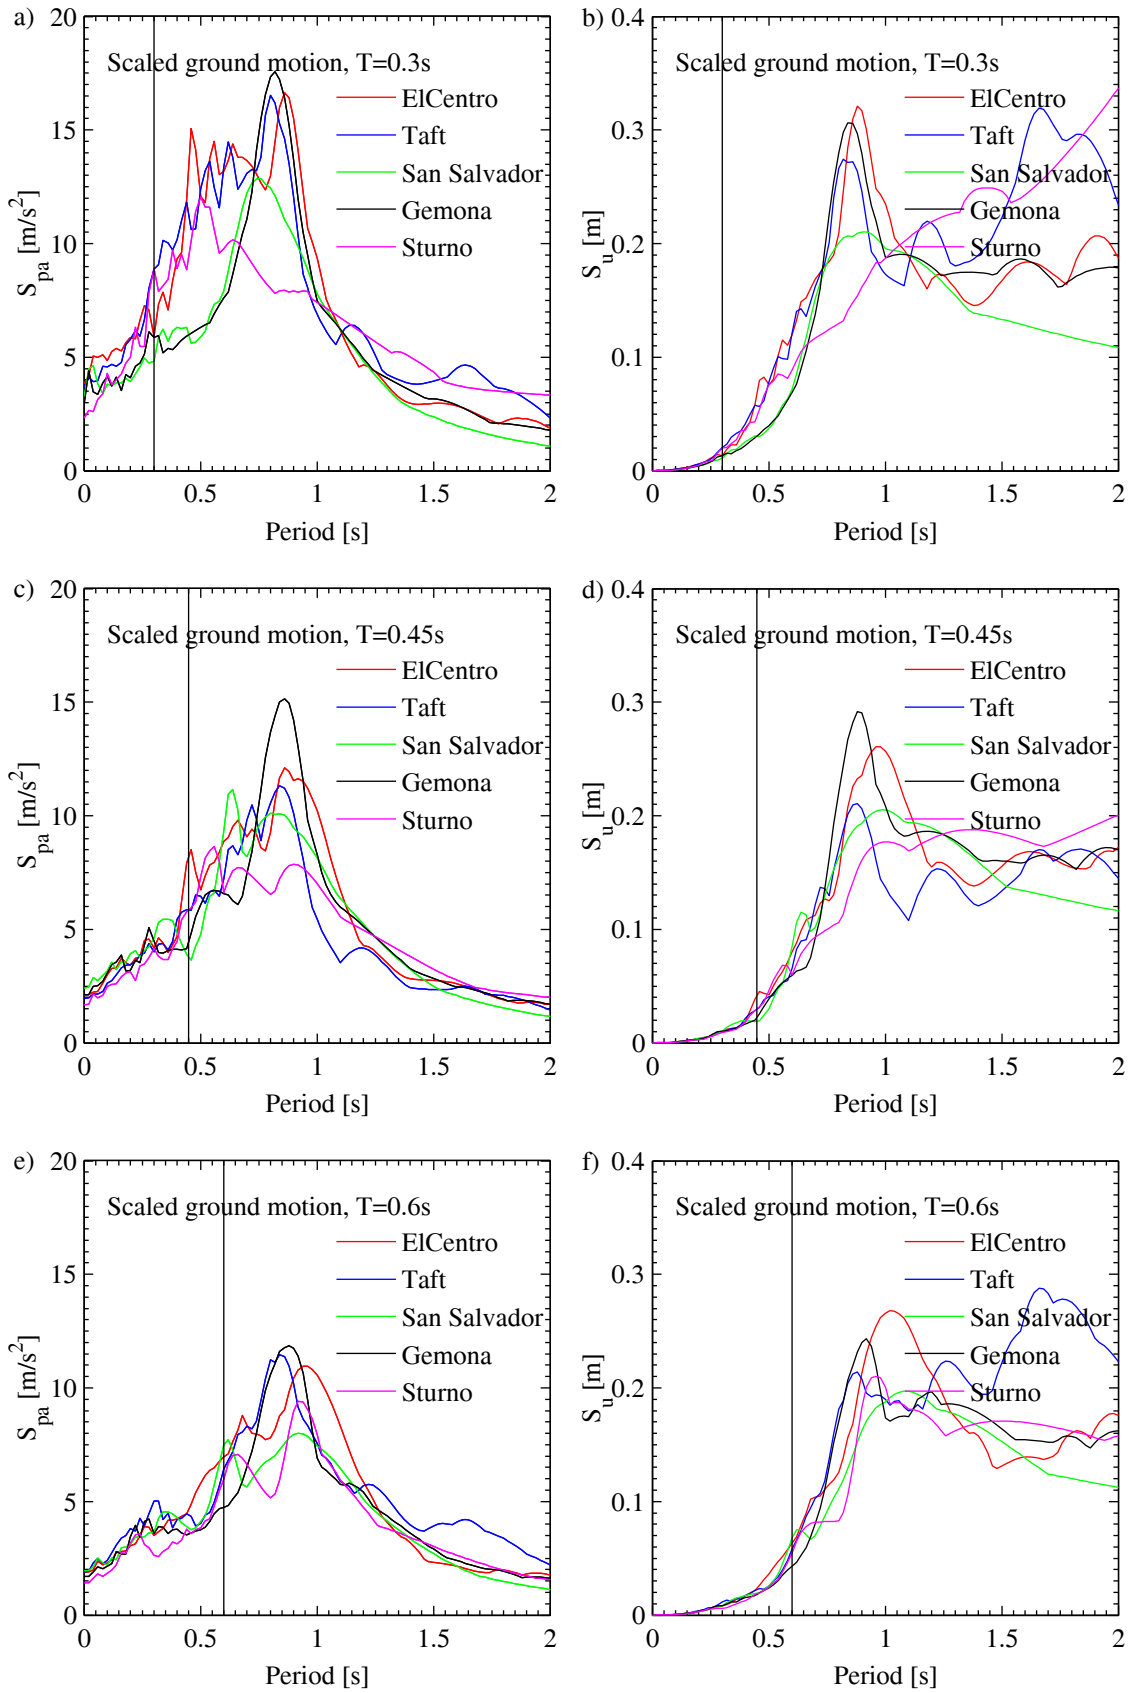 a)
20
15
10
5
0
S_pa [m/s²]
Scaled ground motion, T=0.3s
ElCentro
Taft
San Salvador
Gemona
Sturno
0 0.5 1 1.5 2
Period [s]
b)
0.4
0.3
0.2
0.1
0
S_u [m]
Scaled ground motion, T=0.3s
ElCentro
Taft
San Salvador
Gemona
Sturno
0 0.5 1 1.5 2
Period [s]
c)
20
15
10
5
0
S_pa [m/s²]
Scaled ground motion, T=0.45s
ElCentro
Taft
San Salvador
Gemona
Sturno
0 0.5 1 1.5 2
Period [s]
d)
0.4
0.3
0.2
0.1
0
S_u [m]
Scaled ground motion, T=0.45s
ElCentro
Taft
San Salvador
Gemona
Sturno
0 0.5 1 1.5 2
Period [s]
e)
20
15
10
5
0
S_pa [m/s²]
Scaled ground motion, T=0.6s
ElCentro
Taft
San Salvador
Gemona
Sturno
0 0.5 1 1.5 2
Period [s]
f)
0.4
0.3
0.2
0.1
0
S_u [m]
Scaled ground motion, T=0.6s
ElCentro
Taft
San Salvador
Gemona
Sturno
0 0.5 1 1.5 2
Period [s]